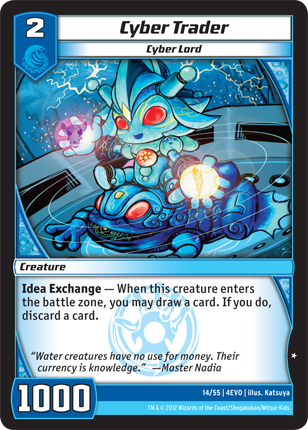 2
Cyber Trader
Cyber Lord
Creature
Idea Exchange — When this creature enters
the battle zone, you may draw a card. If you do,
discard a card.
"Water creatures have no use for money. Their
currency is knowledge." —Master Nadia
1000
14/55 | 4EVO | illus. Katsuya
TM & © 2012 Wizards of the Coast/Shogakukan/Mitsui-Kids.